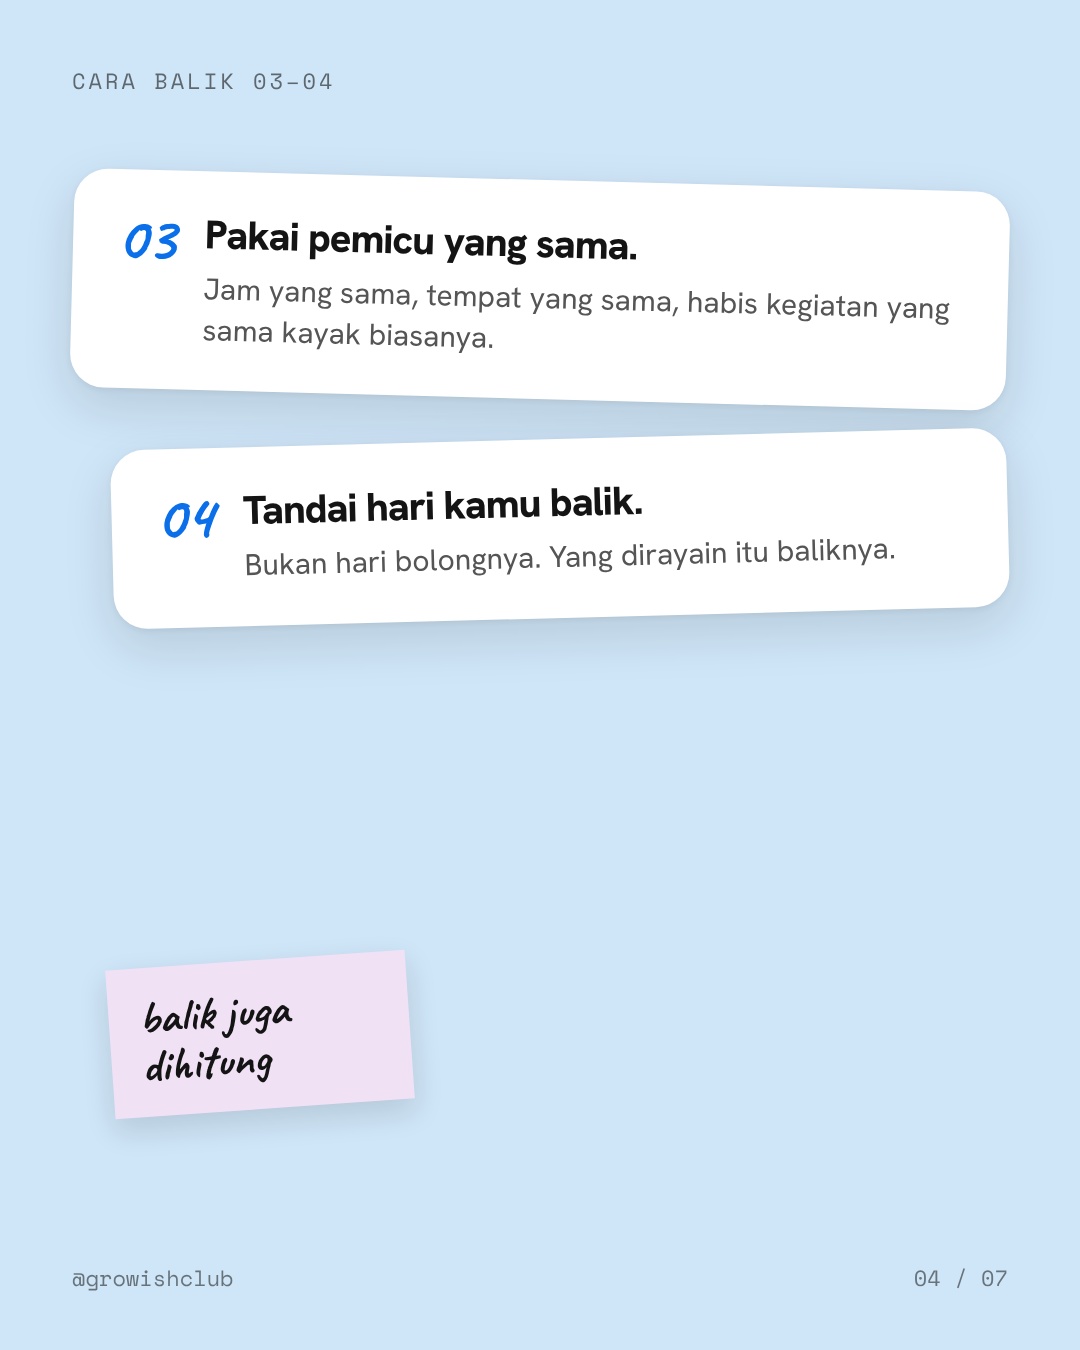 CARA BALIK 03–04
03
Pakai pemicu yang sama.
Jam yang sama, tempat yang sama, habis kegiatan yang
sama kayak biasanya.
04
Tandai hari kamu balik.
Bukan hari bolongnya. Yang dirayain itu baliknya.
balik juga
dihitung
@growishclub
04 / 07